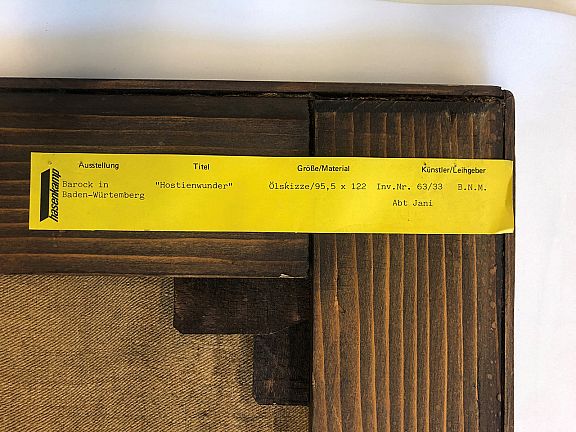 Ausstellung Titel Größe/Material Künstler/Leihgeber
hasenkamp
Barock in "Hostienwunder" Ölskizze/95,5 x 122 Inv.Nr. 63/33 B.N.M.
Baden-Würtemberg
Abt Jani